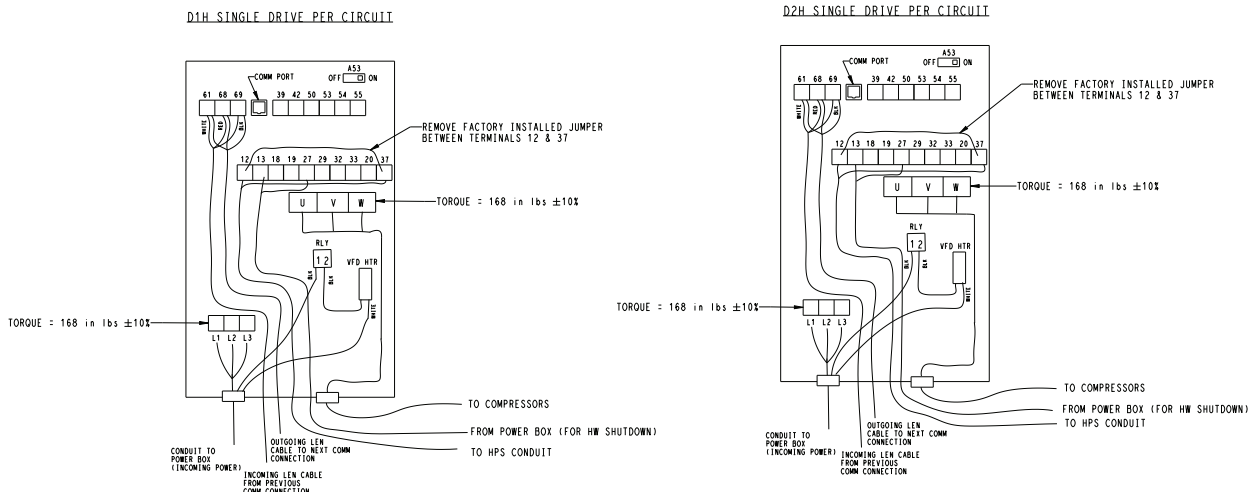 D1H SINGLE DRIVE PER CIRCUIT
A53
OFF ON
COMM PORT
61 68 69
39 42 50 53 54 55
WHITE
RED
BLK
REMOVE FACTORY INSTALLED JUMPER
BETWEEN TERMINALS 12 & 37
12 13 18 19 27 29 32 33 20 37
U V W
TORQUE = 168 in lbs ±10%
RLY
1 2
VFD HTR
BLK
BLK
WHITE
TORQUE = 168 in lbs ±10%
L1 L2 L3
TO COMPRESSORS
FROM POWER BOX (FOR HW SHUTDOWN)
TO HPS CONDUIT
CONDUIT TO
POWER BOX
(INCOMING POWER)
OUTGOING LEN
CABLE TO NEXT COMM
CONNECTION
INCOMING LEN CABLE
FROM PREVIOUS
COMM CONNECTION
D2H SINGLE DRIVE PER CIRCUIT
A53
OFF ON
COMM PORT
61 68 69
39 42 50 53 54 55
WHITE
RED
BLK
REMOVE FACTORY INSTALLED JUMPER
BETWEEN TERMINALS 12 & 37
12 13 18 19 27 29 32 33 20 37
U V W
TORQUE = 168 in lbs ±10%
RLY
1 2
VFD HTR
BLK
BLK
WHITE
TORQUE = 168 in lbs ±10%
L1 L2 L3
TO COMPRESSORS
FROM POWER BOX (FOR HW SHUTDOWN)
TO HPS CONDUIT
CONDUIT TO
POWER BOX
(INCOMING POWER)
OUTGOING LEN
CABLE TO NEXT COMM
CONNECTION
INCOMING LEN CABLE
FROM PREVIOUS
COMM CONNECTION